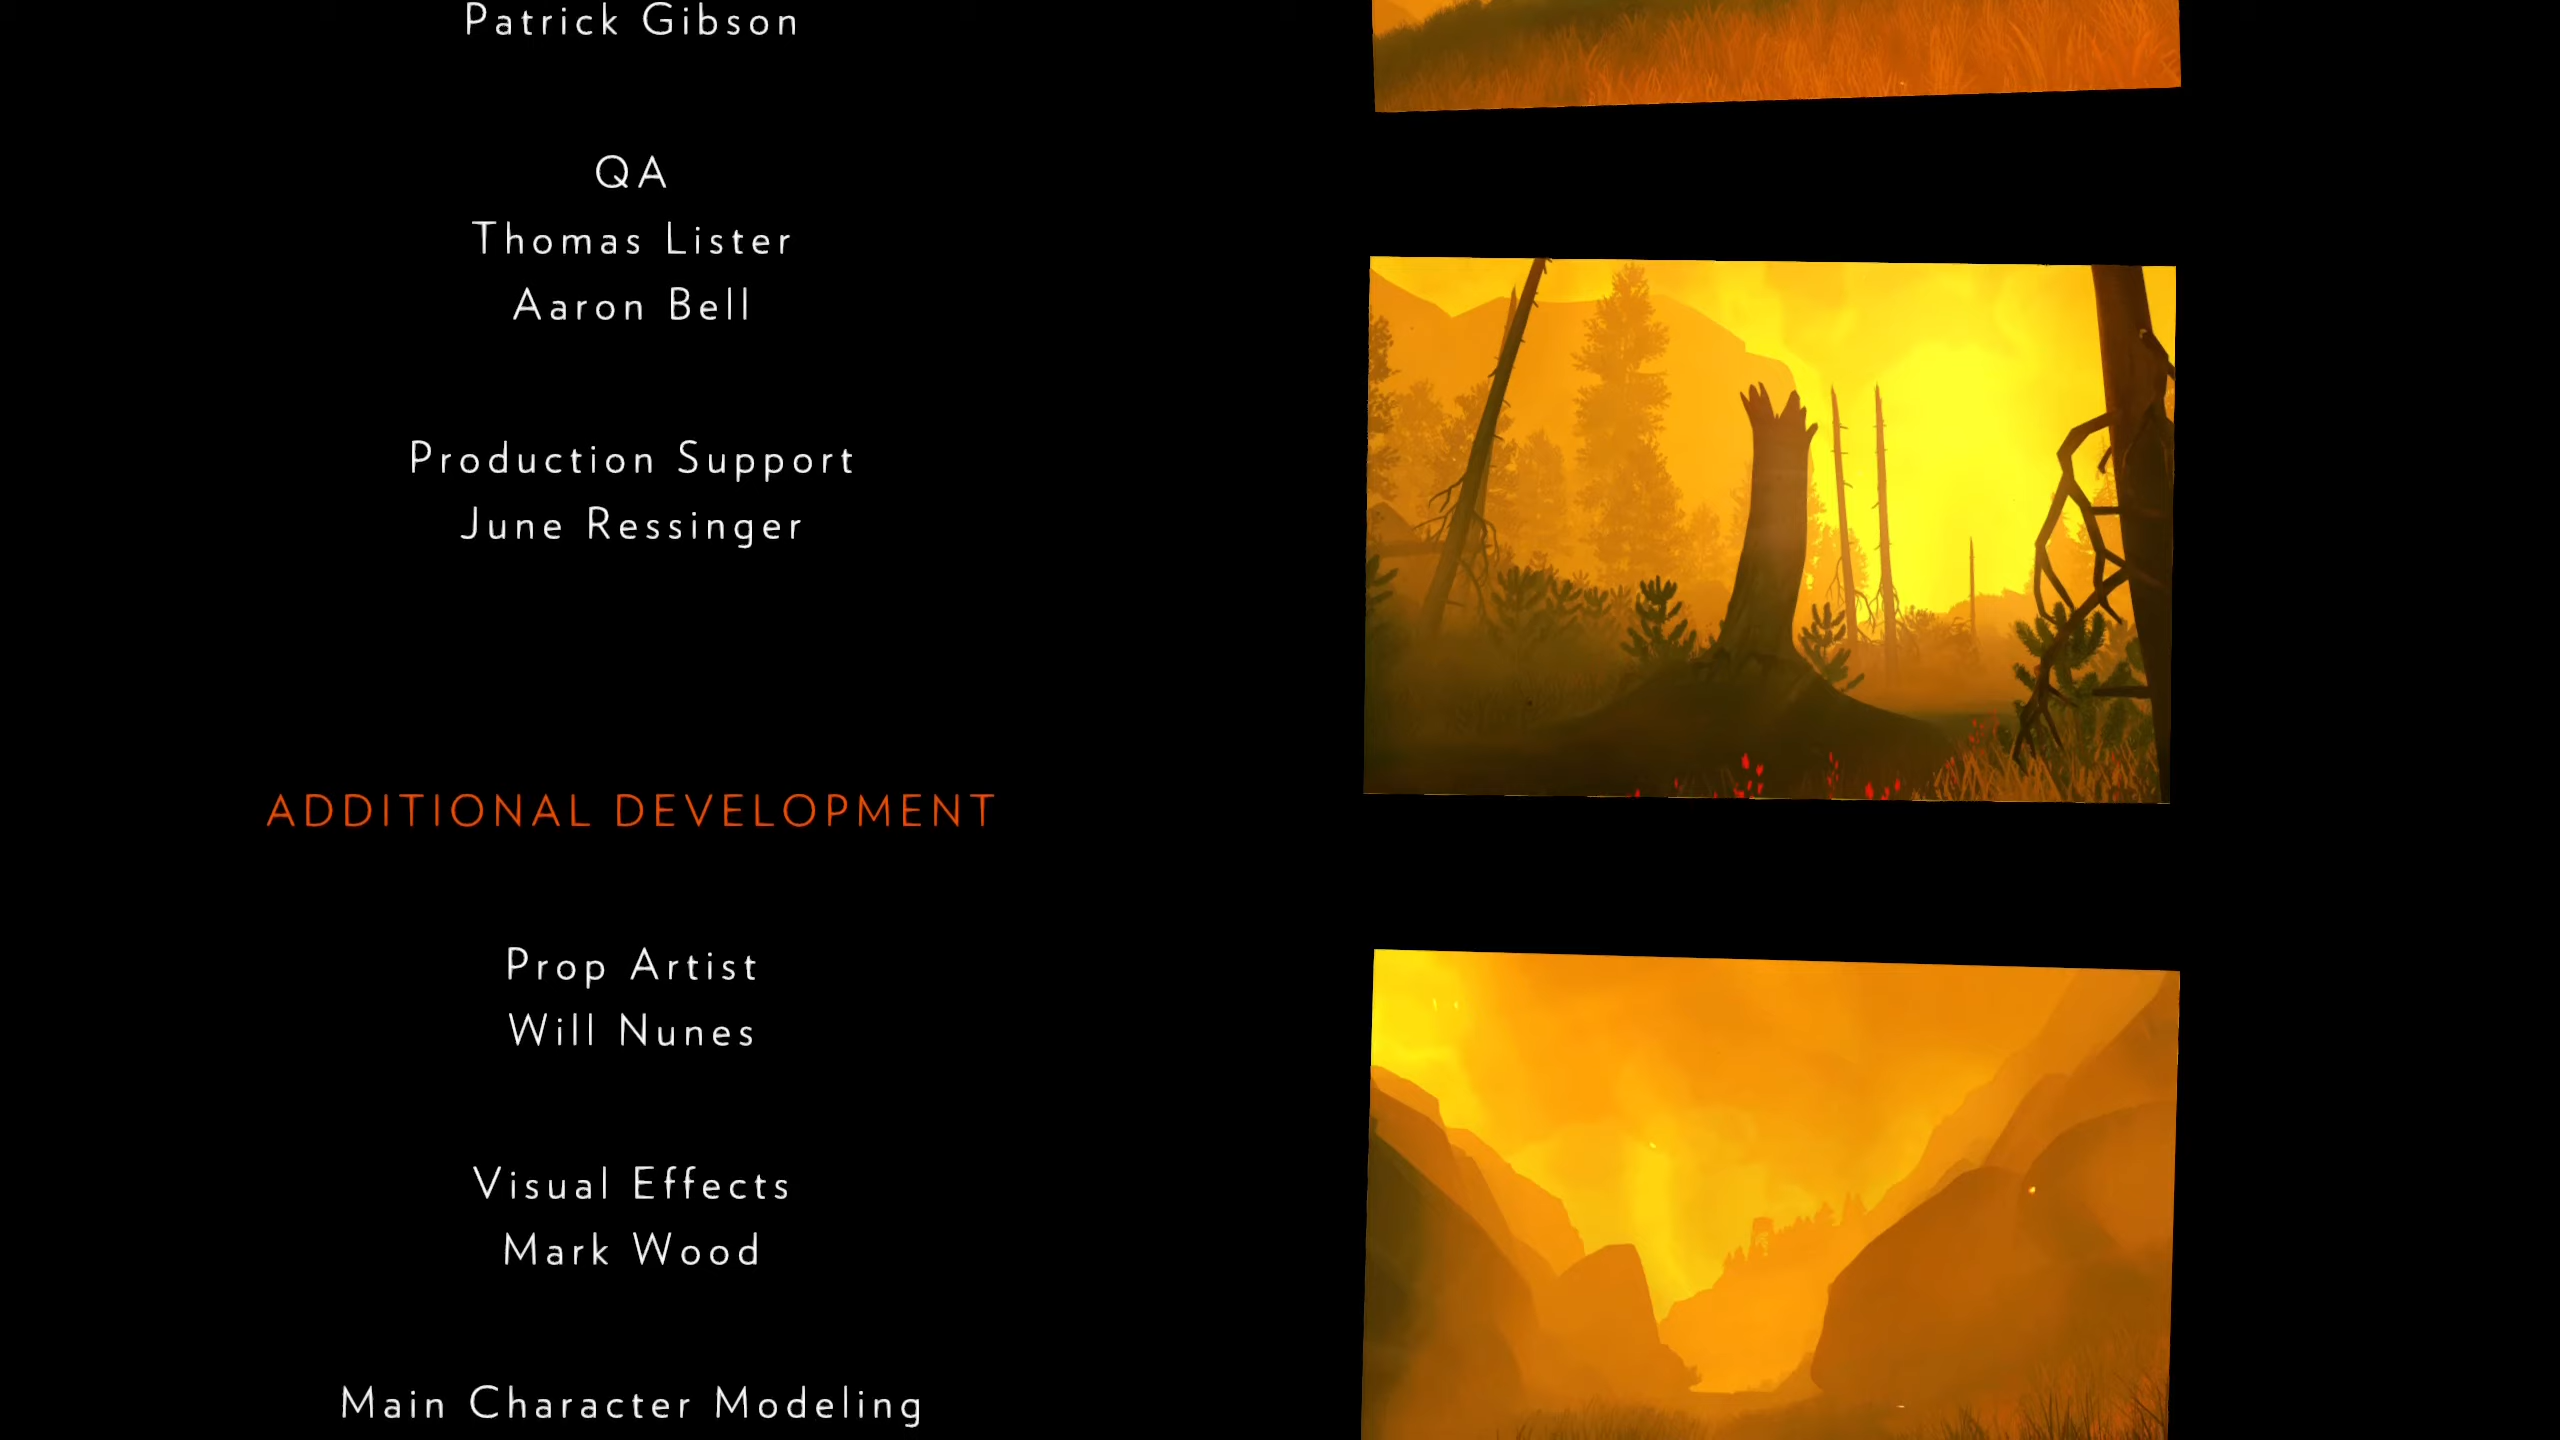 Patrick Gibson
QA
Thomas Lister
Aaron Bell
Production Support
June Ressinger
ADDITIONAL DEVELOPMENT
Prop Artist
Will Nunes
Visual Effects
Mark Wood
Main Character Modeling